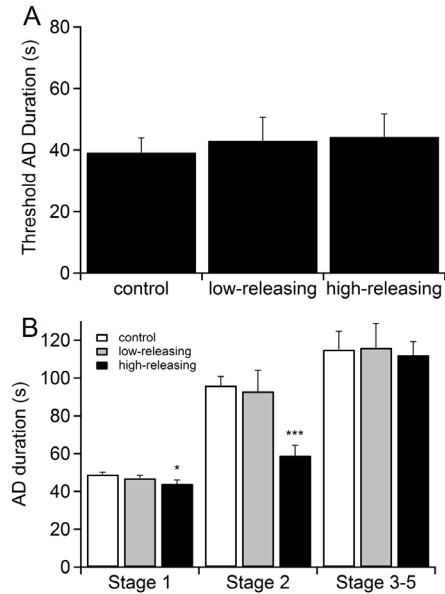 A
Threshold AD Duration (s)
80
60
40
20
0
control low-releasing high-releasing
B
AD duration (s)
120
100
80
60
40
20
0
control
low-releasing
high-releasing
*
***
Stage 1 Stage 2 Stage 3-5